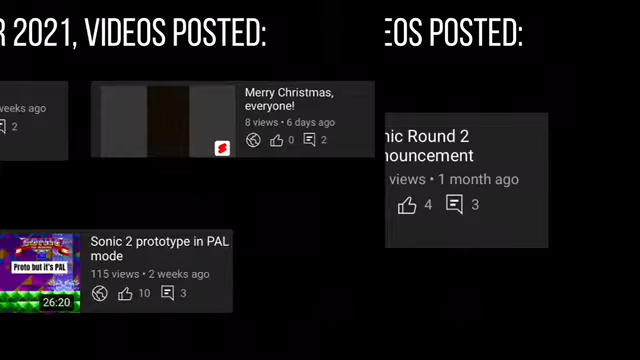 R 2021, VIDEOS POSTED:
EOS POSTED:
weeks ago
2
Merry Christmas,
everyone!
8 views • 6 days ago
0 2
nic Round 2
nouncement
views • 1 month ago
4 3
Proto but it's PAL
26:20
Sonic 2 prototype in PAL
mode
115 views • 2 weeks ago
10 3